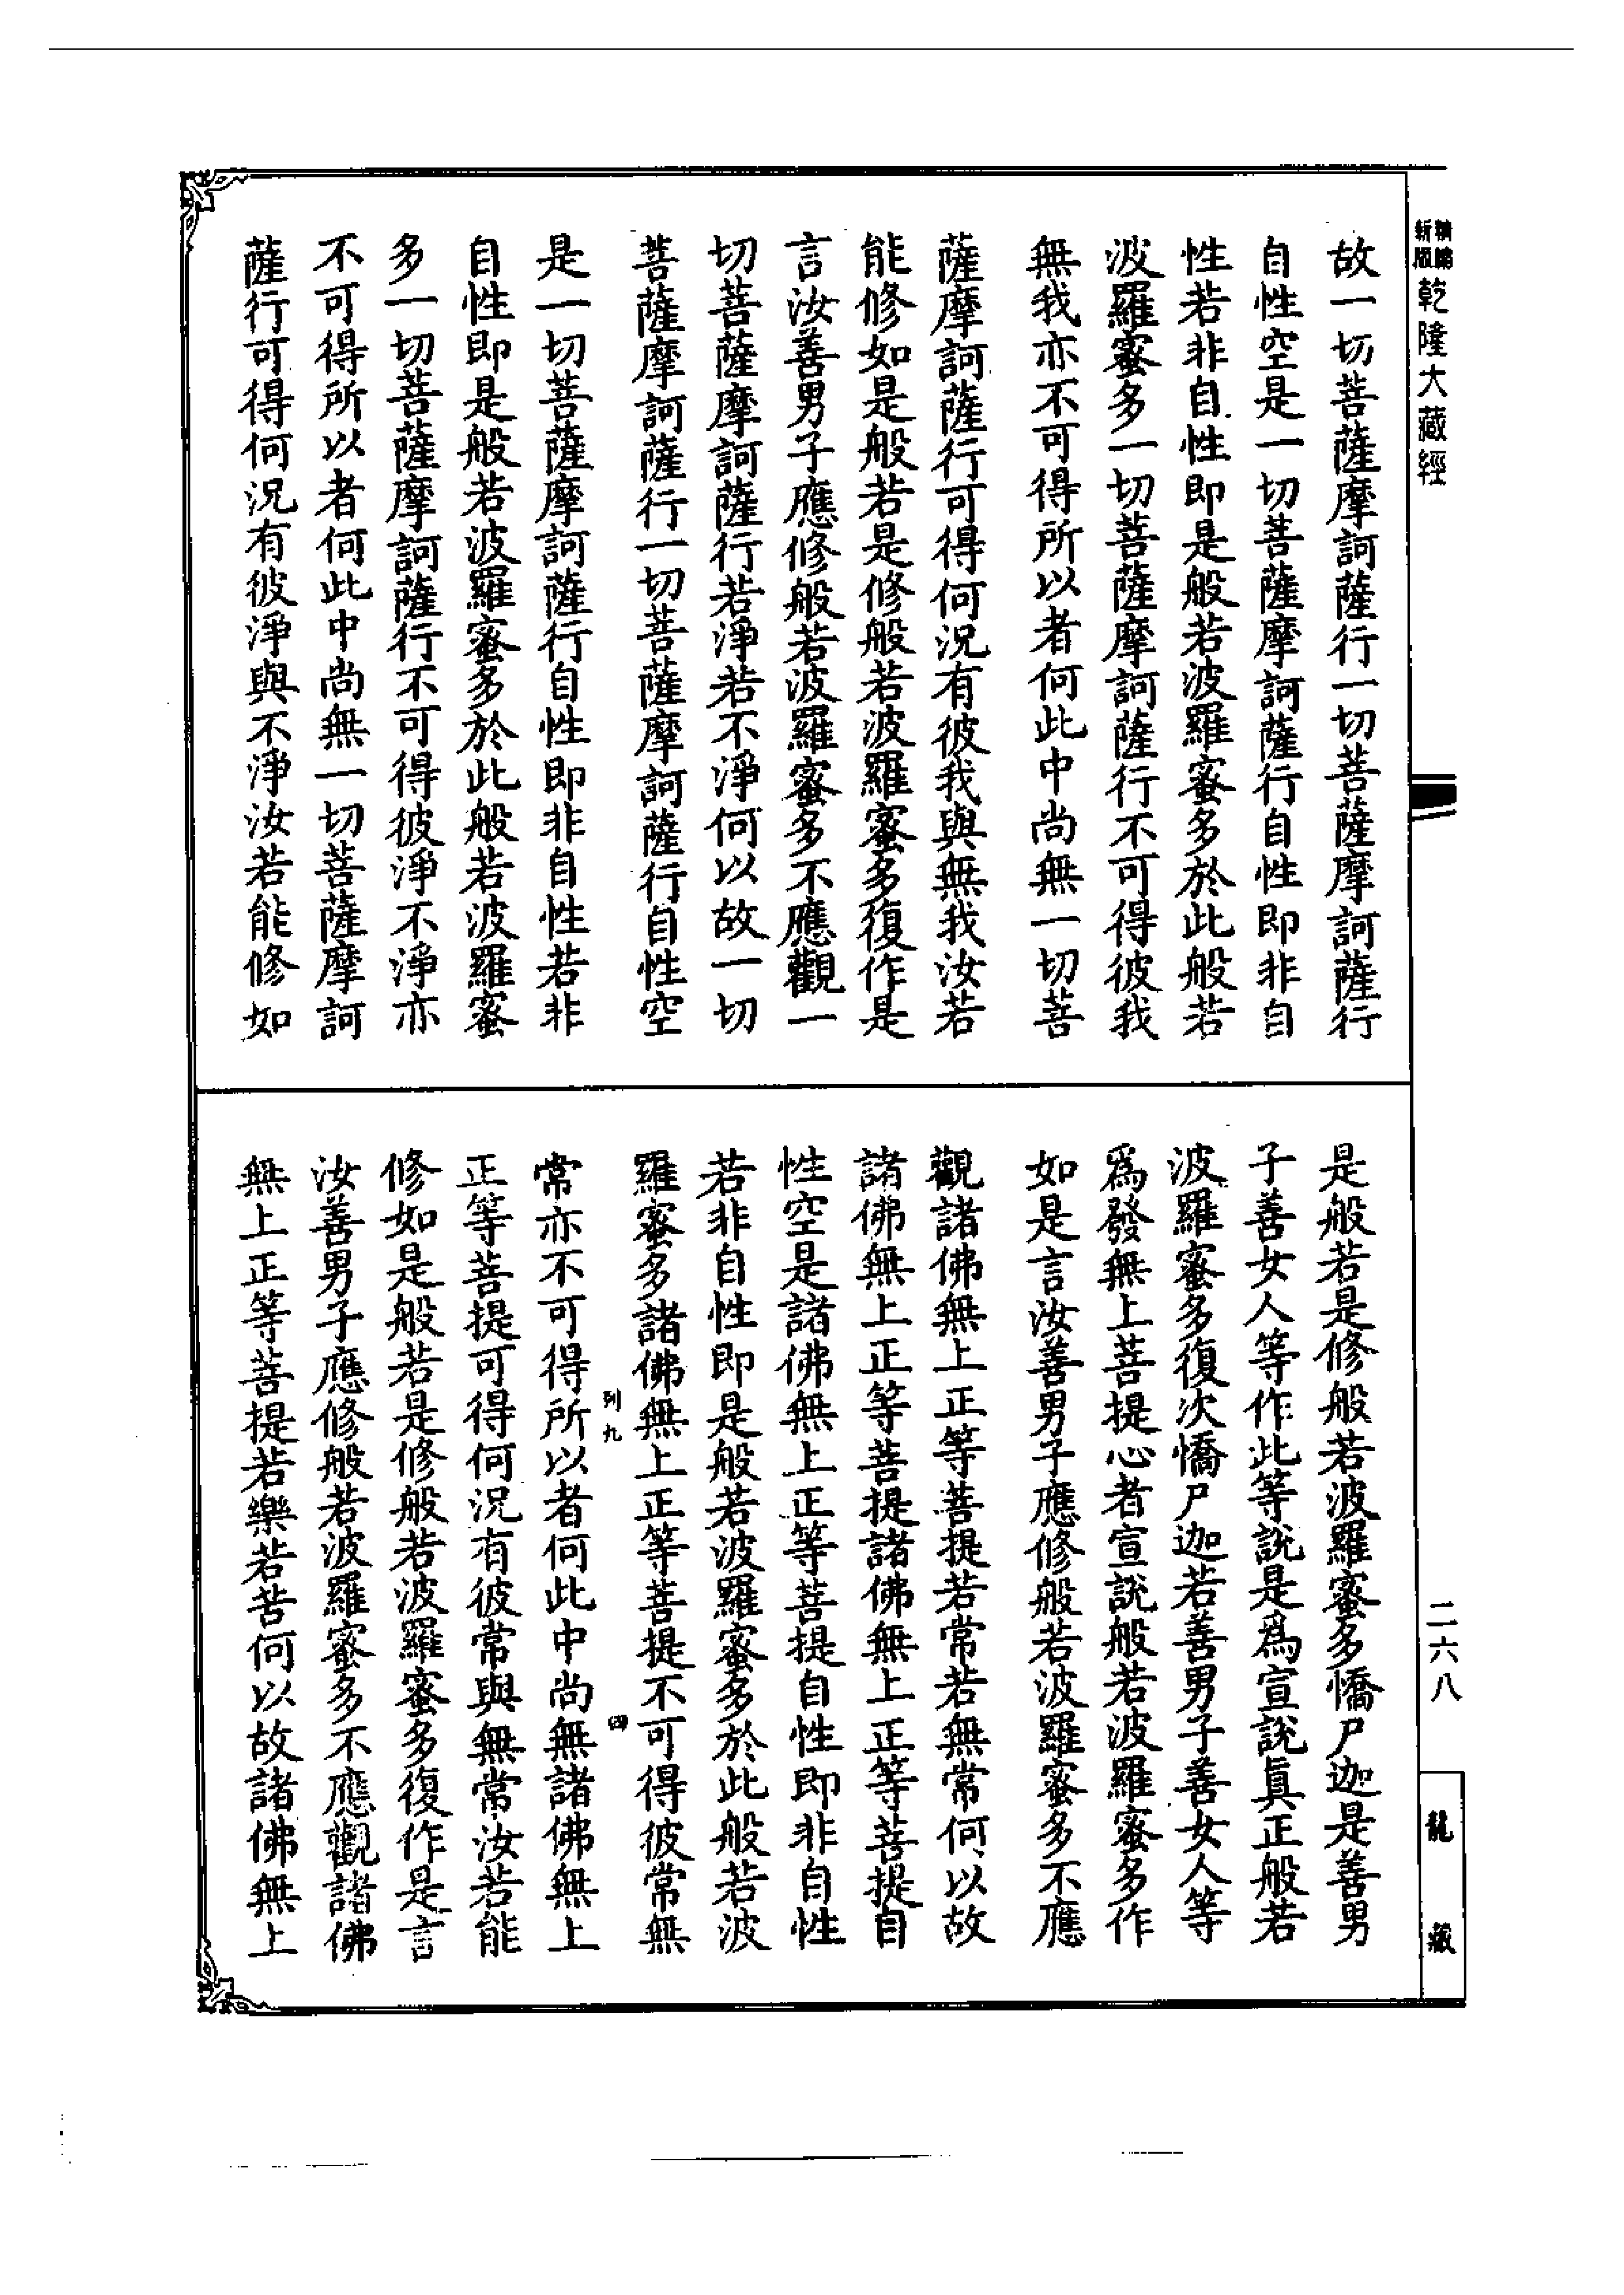 精編
新版
乾隆大藏經
故一切菩薩摩訶薩行一切菩薩摩訶薩行
自性空是一切菩薩摩訶薩行自性即非自
性若非自性即是般若波羅蜜多於此般若
波羅蜜多一切菩薩摩訶薩行不可得彼我
無我亦不可得所以者何此中尚無一切菩
薩摩訶薩行可得何況有彼我與無我汝若
能修如是般若是修般若波羅蜜多復作是
言汝善男子應修般若波羅蜜多不應觀一
切菩薩摩訶薩行若淨若不淨何以故一切
菩薩摩訶薩行一切菩薩摩訶薩行自性空
是一切菩薩摩訶薩行自性即非自性若非
自性即是般若波羅蜜多於此般若波羅蜜
多一切菩薩摩訶薩行不可得彼淨不淨亦
不可得所以者何此中尚無一切菩薩摩訶
薩行可得何況有彼淨與不淨汝若能修如
是般若是修般若波羅蜜多憍尸迦是善男
子善女人等作此等說是爲宣說眞正般若
波羅蜜多復次憍尸迦若善男子善女人等
爲發無上菩提心者宣說般若波羅蜜多作
如是言汝善男子應修般若波羅蜜多不應
觀諸佛無上正等菩提若常若無常何以故
諸佛無上正等菩提諸佛無上正等菩提自
性空是諸佛無上正等菩提自性即非自性
若非自性即是般若波羅蜜多於此般若波
羅蜜多諸佛無上正等菩提不可得彼常無
列九
四
常亦不可得所以者何此中尚無諸佛無上
正等菩提可得何況有彼常與無常汝若能
修如是般若是修般若波羅蜜多復作是言
汝善男子應修般若波羅蜜多不應觀諸佛
無上正等菩提若樂若苦何以故諸佛無上
二六八
龍藏